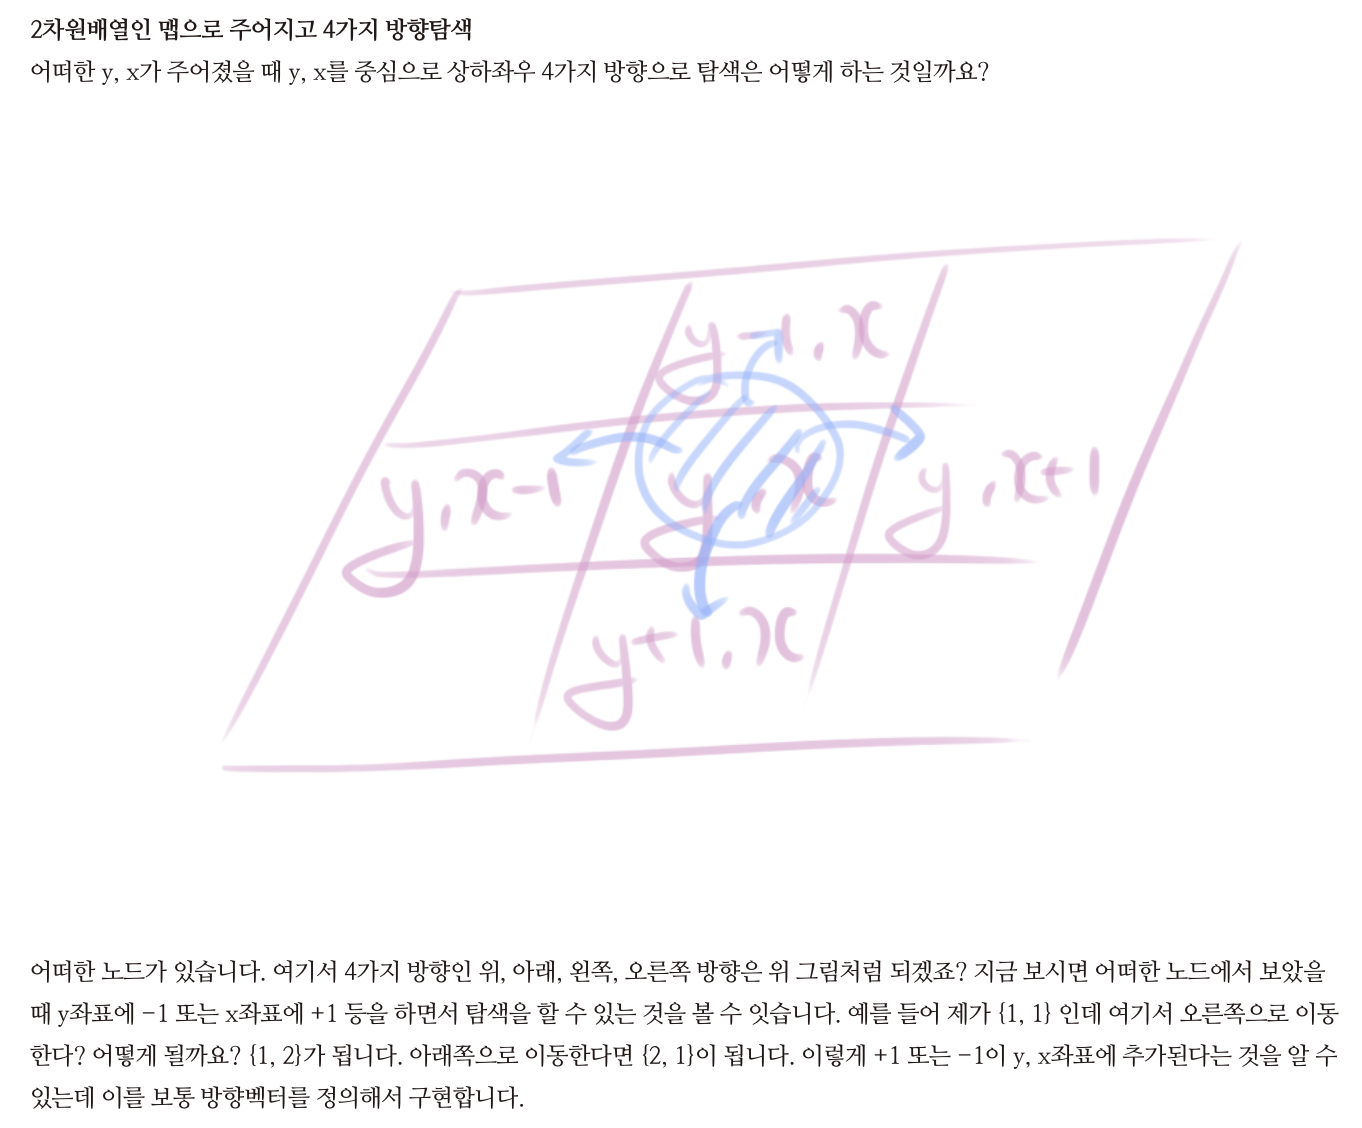 2차원배열인 맵으로 주어지고 4가지 방향탐색
어떠한 y, x가 주어졌을 때 y, x를 중심으로 상하좌우 4가지 방향으로 탐색은 어떻게 하는 것일까요?
y-1, x
y, x-1
y, x
y, x+1
y+1, x
어떠한 노드가 있습니다. 여기서 4가지 방향인 위, 아래, 왼쪽, 오른쪽 방향은 위 그림처럼 되겠죠? 지금 보시면 어떠한 노드에서 보았을
때 y좌표에 -1 또는 x좌표에 +1 등을 하면서 탐색을 할 수 있는 것을 볼 수 잇습니다. 예를 들어 제가 {1, 1} 인데 여기서 오른쪽으로 이동
한다? 어떻게 될까요? {1, 2}가 됩니다. 아래쪽으로 이동한다면 {2, 1}이 됩니다. 이렇게 +1 또는 -1이 y, x좌표에 추가된다는 것을 알 수
있는데 이를 보통 방향벡터를 정의해서 구현합니다.